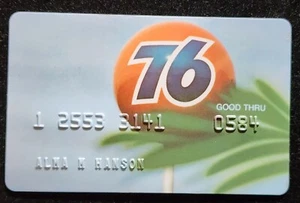 76
GOOD THRU
1 2553 3141 0584
ALMA M HANSON